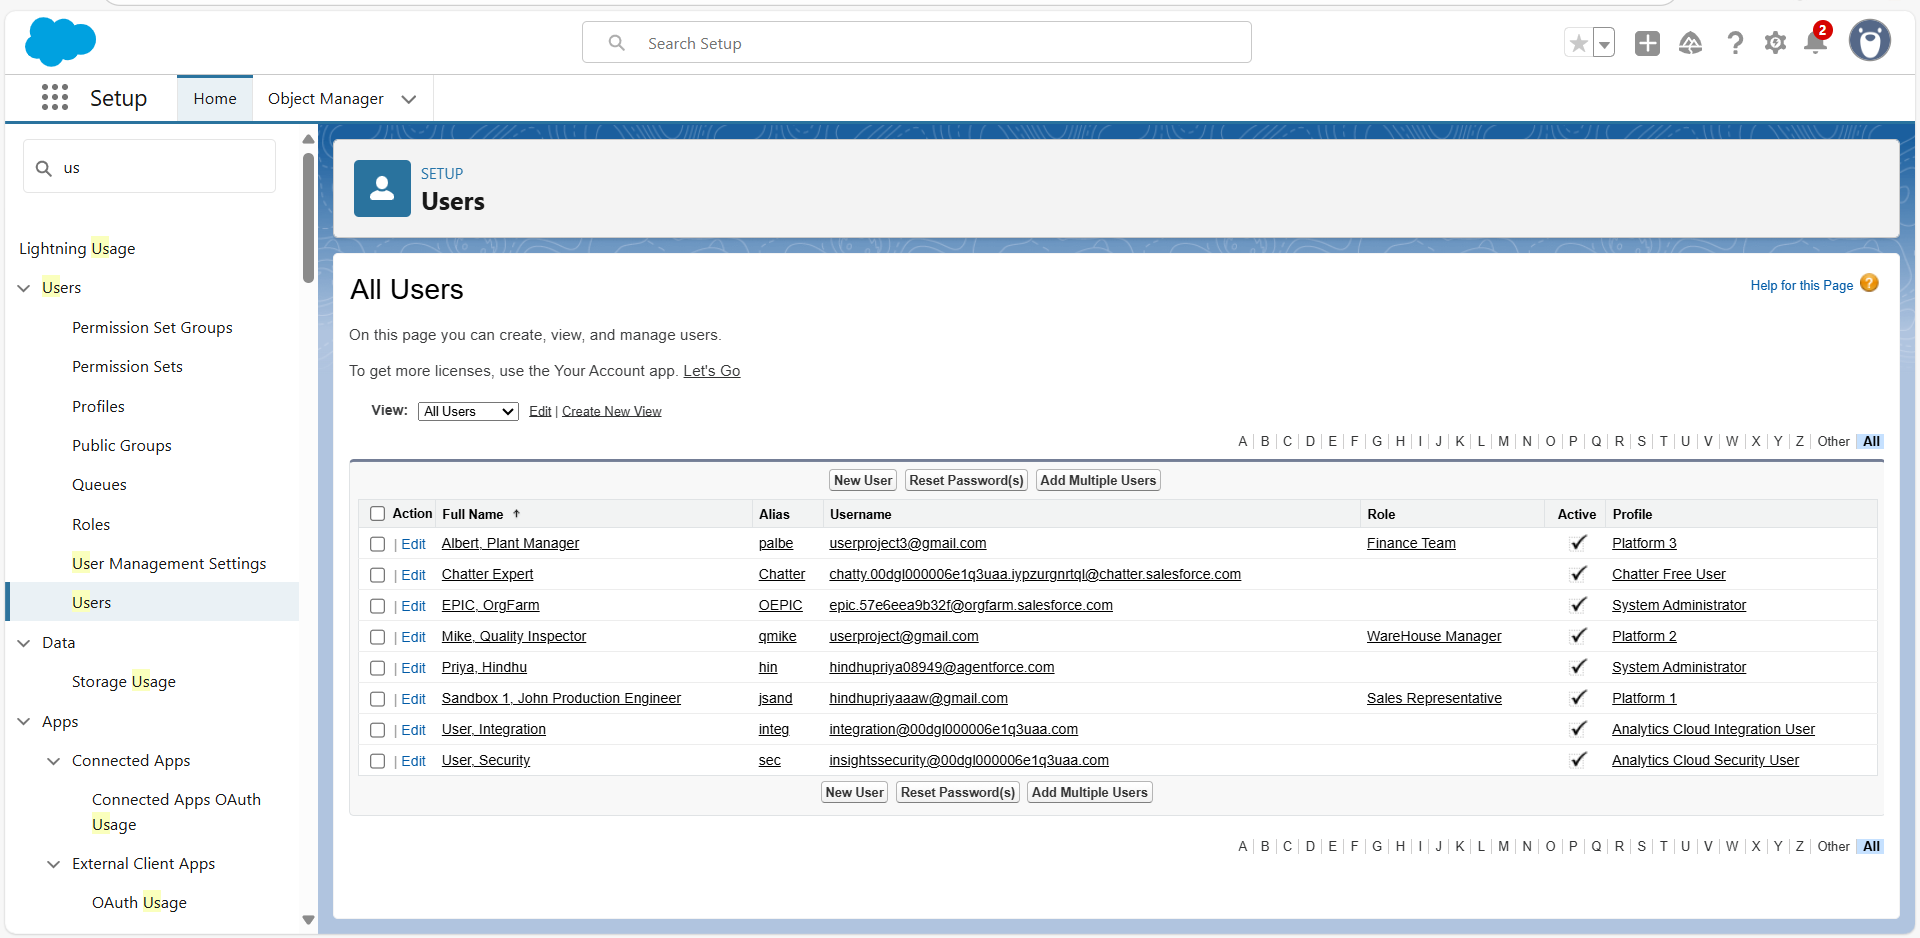 Search Setup
2
Setup
Home
Object Manager
us
Lightning Usage
Users
Permission Set Groups
Permission Sets
Profiles
Public Groups
Queues
Roles
User Management Settings
Users
Data
Storage Usage
Apps
Connected Apps
Connected Apps OAuth
Usage
External Client Apps
OAuth Usage
SETUP
Users
All Users
Help for this Page ?
On this page you can create, view, and manage users.
To get more licenses, use the Your Account app. Let's Go
View: All Users Edit | Create New View
A | B | C | D | E | F | G | H | I | J | K | L | M | N | O | P | Q | R | S | T | U | V | W | X | Y | Z | Other | All
New User Reset Password(s) Add Multiple Users
Action Full Name ↑ Alias Username Role Active Profile
| Edit Albert, Plant Manager palbe userproject3@gmail.com Finance Team ✓ Platform 3
| Edit Chatter Expert Chatter chatty.00dgl000006e1q3uaa.iypzurgnrtql@chatter.salesforce.com ✓ Chatter Free User
| Edit EPIC, OrgFarm OEPIC epic.57e6eea9b32f@orgfarm.salesforce.com ✓ System Administrator
| Edit Mike, Quality Inspector qmike userproject@gmail.com WareHouse Manager ✓ Platform 2
| Edit Priya, Hindhu hin hindhupriya08949@agentforce.com ✓ System Administrator
| Edit Sandbox 1, John Production Engineer jsand hindhupriyaaaw@gmail.com Sales Representative ✓ Platform 1
| Edit User, Integration integ integration@00dgl000006e1q3uaa.com ✓ Analytics Cloud Integration User
| Edit User, Security sec insightssecurity@00dgl000006e1q3uaa.com ✓ Analytics Cloud Security User
New User Reset Password(s) Add Multiple Users
A | B | C | D | E | F | G | H | I | J | K | L | M | N | O | P | Q | R | S | T | U | V | W | X | Y | Z | Other | All